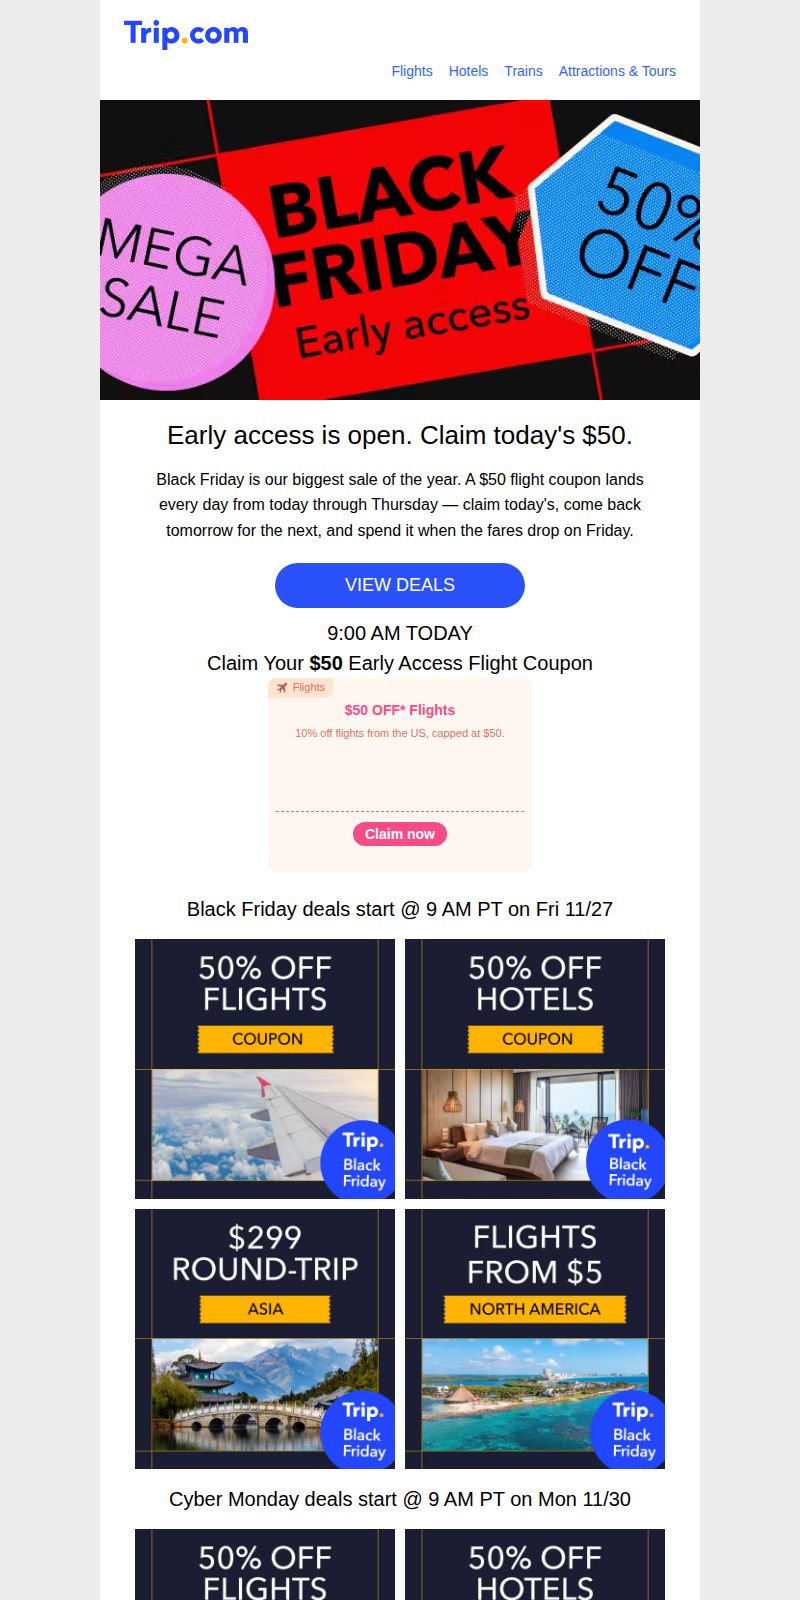 Trip.com
Flights Hotels Trains Attractions & Tours
MEGA
SALE
BLACK
FRIDAY
Early access
50%
OFF
Early access is open. Claim today's $50.
Black Friday is our biggest sale of the year. A $50 flight coupon lands
every day from today through Thursday — claim today's, come back
tomorrow for the next, and spend it when the fares drop on Friday.
VIEW DEALS
9:00 AM TODAY
Claim Your $50 Early Access Flight Coupon
Flights
$50 OFF* Flights
10% off flights from the US, capped at $50.
Claim now
Black Friday deals start @ 9 AM PT on Fri 11/27
50% OFF
FLIGHTS
COUPON
Trip.
Black
Friday
50% OFF
HOTELS
COUPON
Trip.
Black
Friday
$299
ROUND-TRIP
ASIA
Trip.
Black
Friday
FLIGHTS
FROM $5
NORTH AMERICA
Trip.
Black
Friday
Cyber Monday deals start @ 9 AM PT on Mon 11/30
50% OFF
FLIGHTS
50% OFF
HOTELS